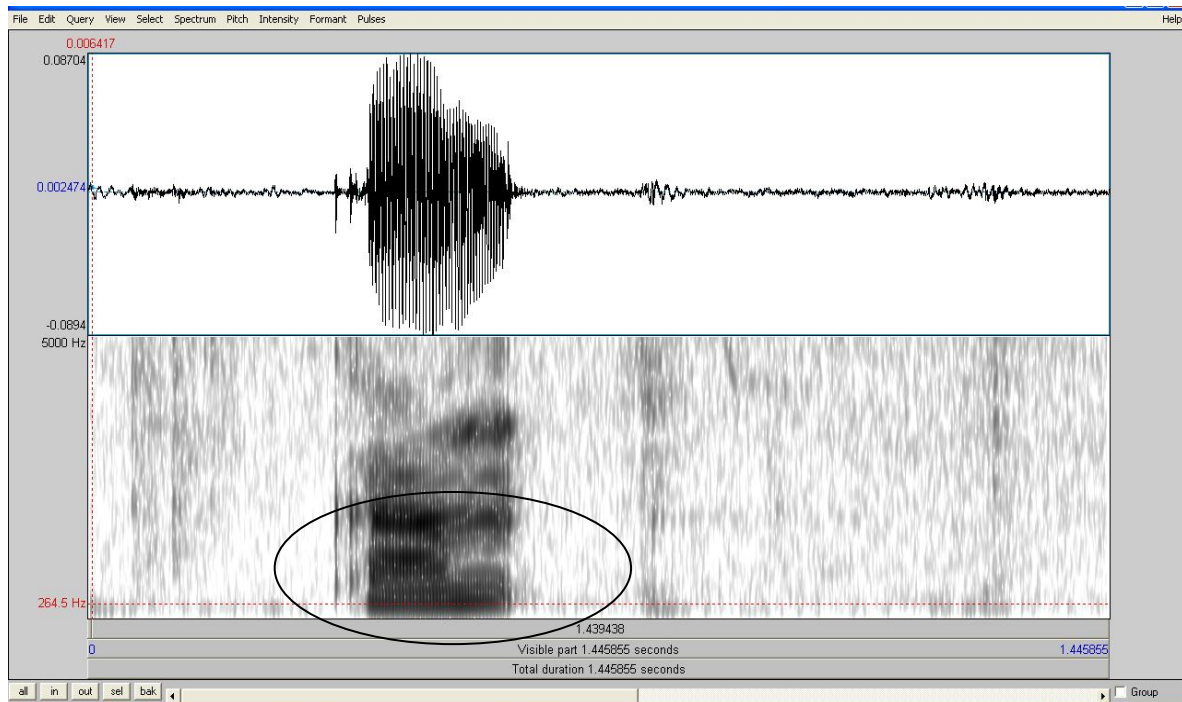 File Edit Query View Select Spectrum Pitch Intensity Formant Pulses Help
0.006417
0.08704
0.002474
-0.0894
5000 Hz
264.5 Hz
1.439438
0 Visible part 1.445855 seconds 1.445855
Total duration 1.445855 seconds
all in out sel bak Group